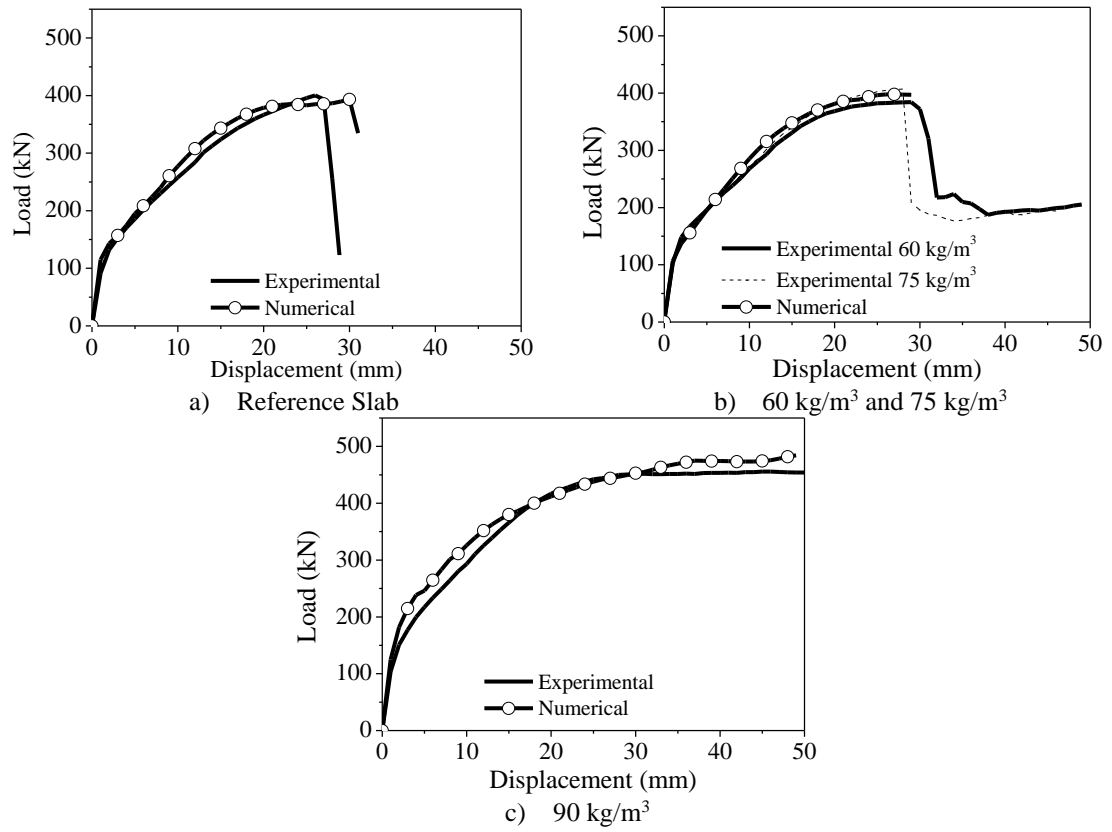 500
400
300
200
100
0
Load (kN)
Experimental
Numerical
0 10 20 30 40 50
Displacement (mm)
a) Reference Slab
500
400
300
200
100
0
Load (kN)
Experimental 60 kg/m³
Experimental 75 kg/m³
Numerical
0 10 20 30 40 50
Displacement (mm)
b) 60 kg/m³ and 75 kg/m³
500
400
300
200
100
0
Load (kN)
Experimental
Numerical
0 10 20 30 40 50
Displacement (mm)
c) 90 kg/m³